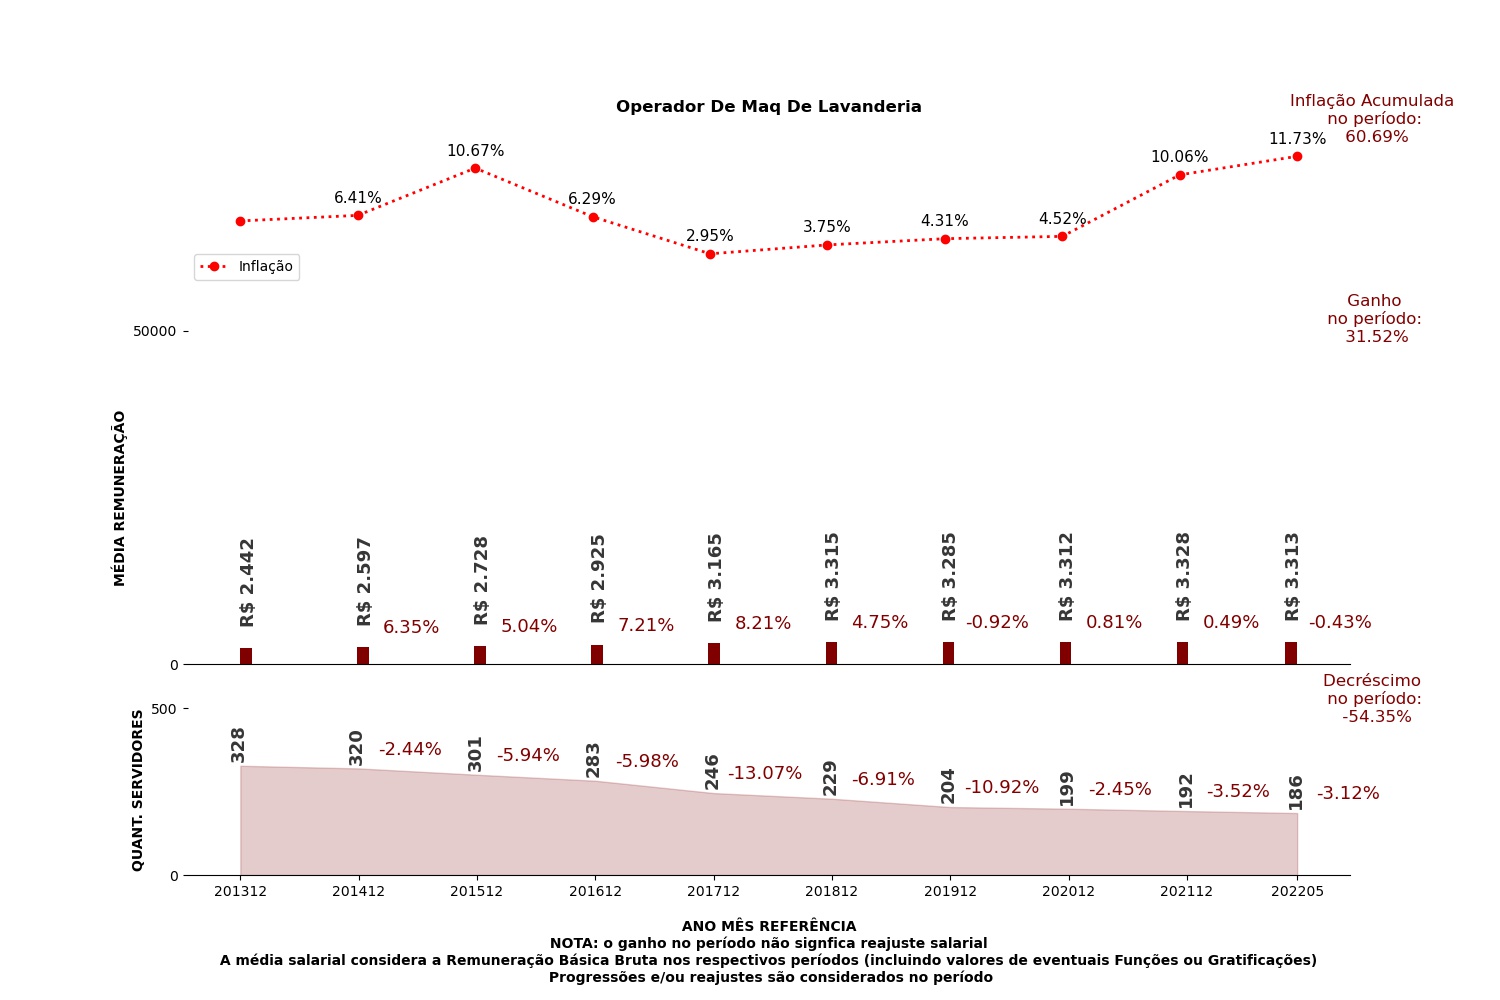 Operador De Maq De Lavanderia
Inflação Acumulada
no período:
60.69%
6.41%
10.67%
6.29%
2.95%
3.75%
4.31%
4.52%
10.06%
11.73%
Inflação
Ganho
no período:
31.52%
50000
0
MÉDIA REMUNERAÇÃO
R$ 2.442
R$ 2.597
R$ 2.728
R$ 2.925
R$ 3.165
R$ 3.315
R$ 3.285
R$ 3.312
R$ 3.328
R$ 3.313
6.35%
5.04%
7.21%
8.21%
4.75%
-0.92%
0.81%
0.49%
-0.43%
Decréscimo
no período:
-54.35%
500
0
QUANT. SERVIDORES
328
320
301
283
246
229
204
199
192
186
-2.44%
-5.94%
-5.98%
-13.07%
-6.91%
-10.92%
-2.45%
-3.52%
-3.12%
201312
201412
201512
201612
201712
201812
201912
202012
202112
202205
ANO MÊS REFERÊNCIA
NOTA: o ganho no período não signfica reajuste salarial
A média salarial considera a Remuneração Básica Bruta nos respectivos períodos (incluindo valores de eventuais Funções ou Gratificações)
Progressões e/ou reajustes são considerados no período